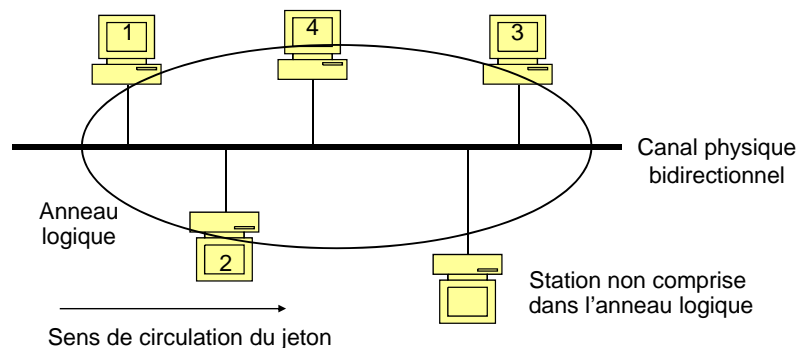 1
4
3
Canal physique
bidirectionnel
Anneau
logique
2
Station non comprise
dans l'anneau logique
Sens de circulation du jeton